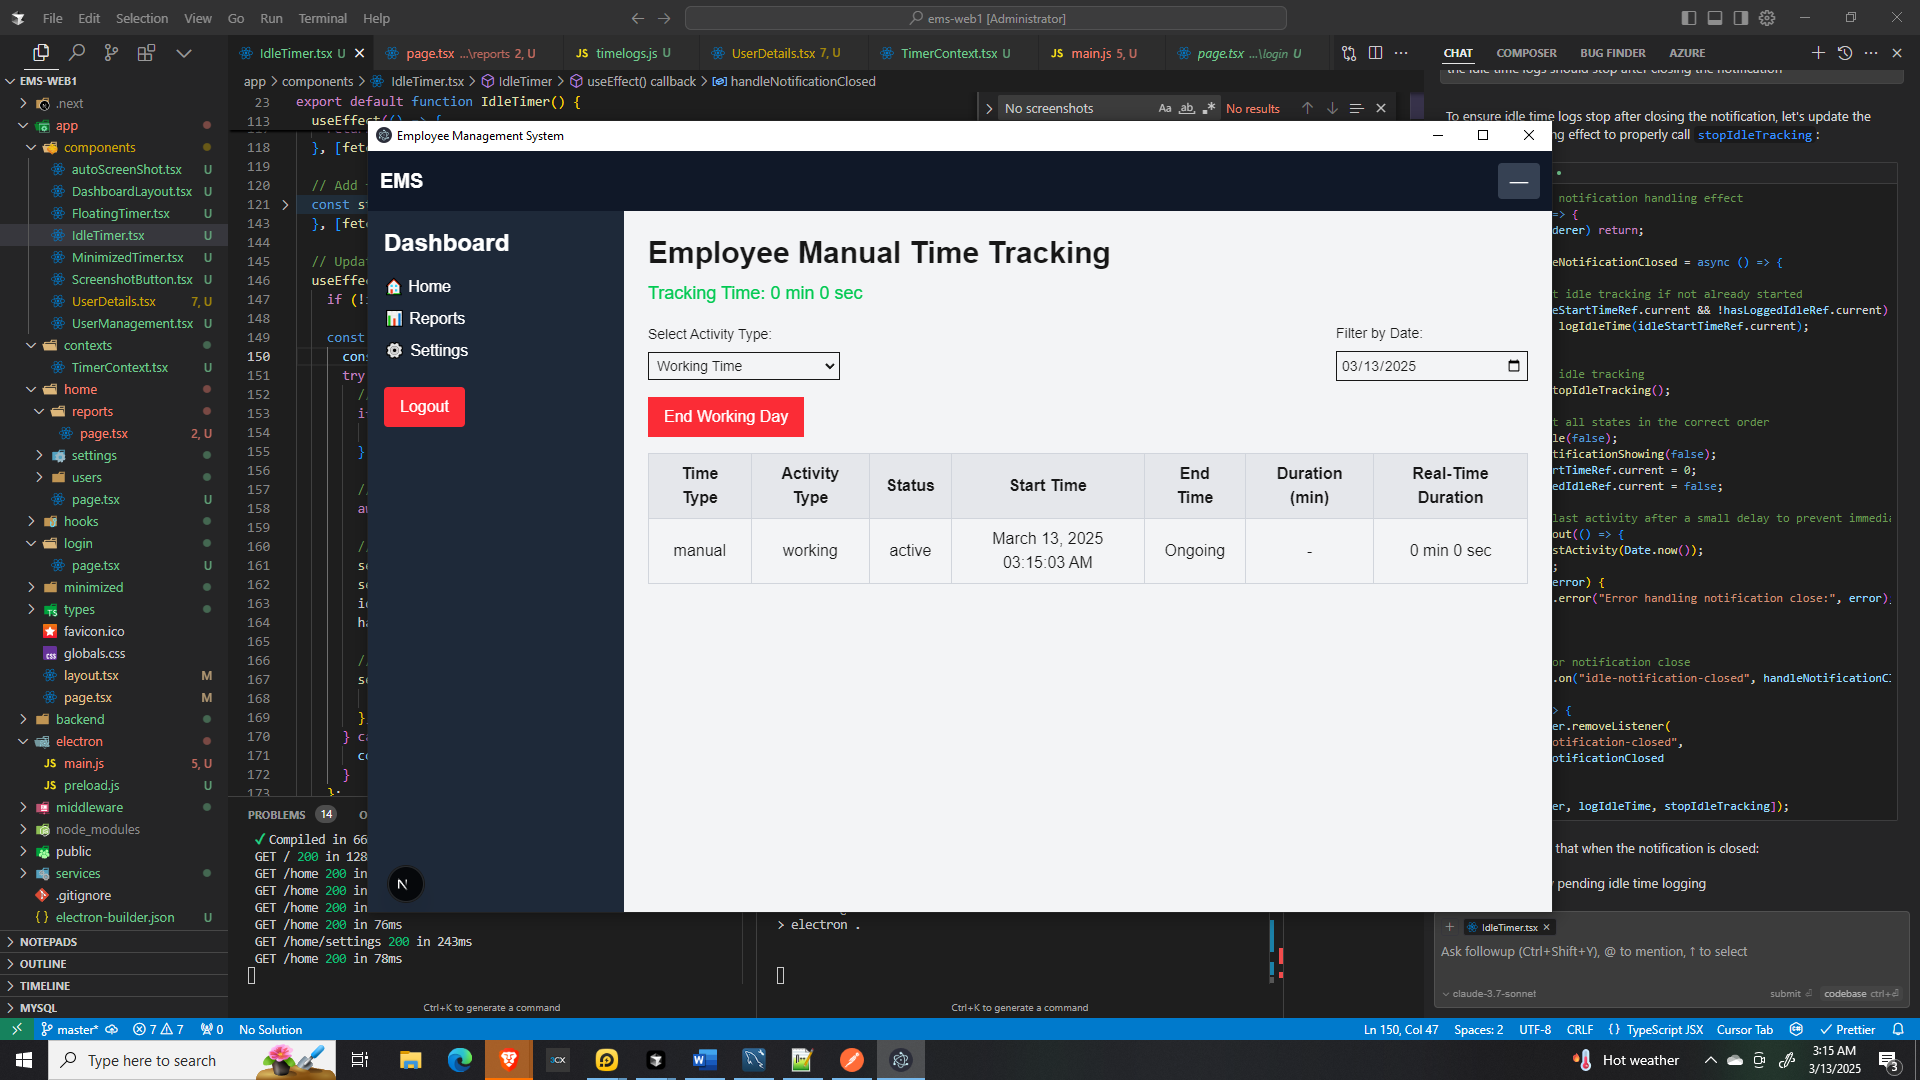 File Edit Selection View Go Run Terminal Help
ems-web1 [Administrator]
IdleTimer.tsx U
page.tsx ...\reports 2, U
timelogs.js U
UserDetails.tsx 7, U
TimerContext.tsx U
main.js 5, U
page.tsx ...\login U
CHAT COMPOSER BUG FINDER AZURE
EMS-WEB1
.next
app
components
autoScreenShot.tsx U
DashboardLayout.tsx U
FloatingTimer.tsx U
IdleTimer.tsx U
MinimizedTimer.tsx U
ScreenshotButton.tsx U
UserDetails.tsx 7, U
UserManagement.tsx U
contexts
TimerContext.tsx U
home
reports
page.tsx 2, U
settings
users
page.tsx U
hooks
login
page.tsx U
minimized
types
favicon.ico
globals.css
layout.tsx M
page.tsx M
backend
electron
main.js 5, U
preload.js U
middleware
node_modules
public
services
.gitignore
electron-builder.json U
NOTEPADS
OUTLINE
TIMELINE
MYSQL
app > components > IdleTimer.tsx > IdleTimer > useEffect() callback > handleNotificationClosed
23 export default function IdleTimer() {
113 useEffect(() => {
118 }, [fet
119
120 // Add
121 const s
143 }, [fet
144
145 // Upda
146 useEffe
147 if (!
148
149 const
150 con
151 try
152 //
153 i
154
155 }
156
157 //
158 a
159
160 //
161 s
162 s
163 i
164 h
165
166 //
167 s
168
169 }
170 } c
171 c
172 }
173 };
No screenshots
Aa ab
No results
Employee Management System
EMS
Dashboard
Home
Reports
Settings
Logout
N
Employee Manual Time Tracking
Tracking Time: 0 min 0 sec
Select Activity Type:
Working Time
Filter by Date:
03/13/2025
End Working Day
Time Type Activity Type Status Start Time End Time Duration (min) Real-Time Duration
manual working active March 13, 2025 03:15:03 AM Ongoing - 0 min 0 sec
PROBLEMS 14
Compiled in 66
GET / 200 in 128
GET /home 200 in
GET /home 200 in
GET /home 200 in
GET /home 200 in
GET /home 200 in 76ms
GET /home/settings 200 in 243ms
GET /home 200 in 78ms
Ctrl+K to generate a command
> electron .
Ctrl+K to generate a command
the idle time logs should stop after closing the notification
To ensure idle time logs stop after closing the notification, let's update the
ng effect to properly call stopIdleTracking:
notification handling effect
=> {
derer) return;
eNotificationClosed = async () => {
t idle tracking if not already started
eStartTimeRef.current && !hasLoggedIdleRef.current)
logIdleTime(idleStartTimeRef.current);
idle tracking
topIdleTracking();
t all states in the correct order
le(false);
tificationShowing(false);
rtTimeRef.current = 0;
edIdleRef.current = false;
last activity after a small delay to prevent immedi
out(() => {
stActivity(Date.now());
;
error) {
.error("Error handling notification close:", error)
or notification close
.on("idle-notification-closed", handleNotificationC
> {
er.removeListener(
otification-closed",
otificationClosed
er, logIdleTime, stopIdleTracking]);
that when the notification is closed:
pending idle time logging
IdleTimer.tsx
Ask followup (Ctrl+Shift+Y), @ to mention, ↑ to select
claude-3.7-sonnet
submit
codebase ctrl+
master*
7 7
0
No Solution
Ln 150, Col 47
Spaces: 2
UTF-8
CRLF
{ } TypeScript JSX
Cursor Tab
Prettier
Type here to search
Hot weather
3:15 AM
3/13/2025
3